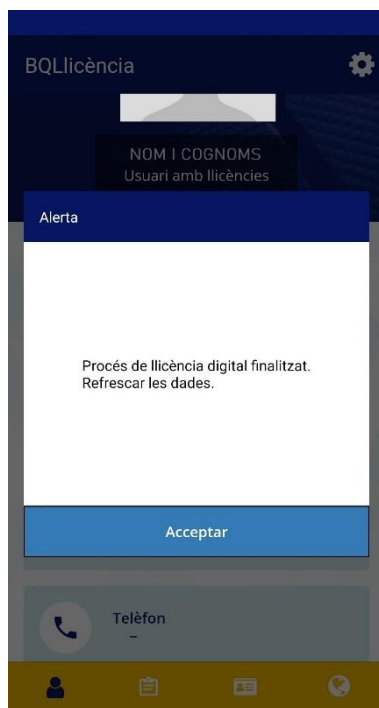 BQLlicència
NOM I COGNOMS
Usuari amb llicències
Alerta
Procés de llicència digital finalitzat.
Refrescar les dades.
Acceptar
Telèfon
–